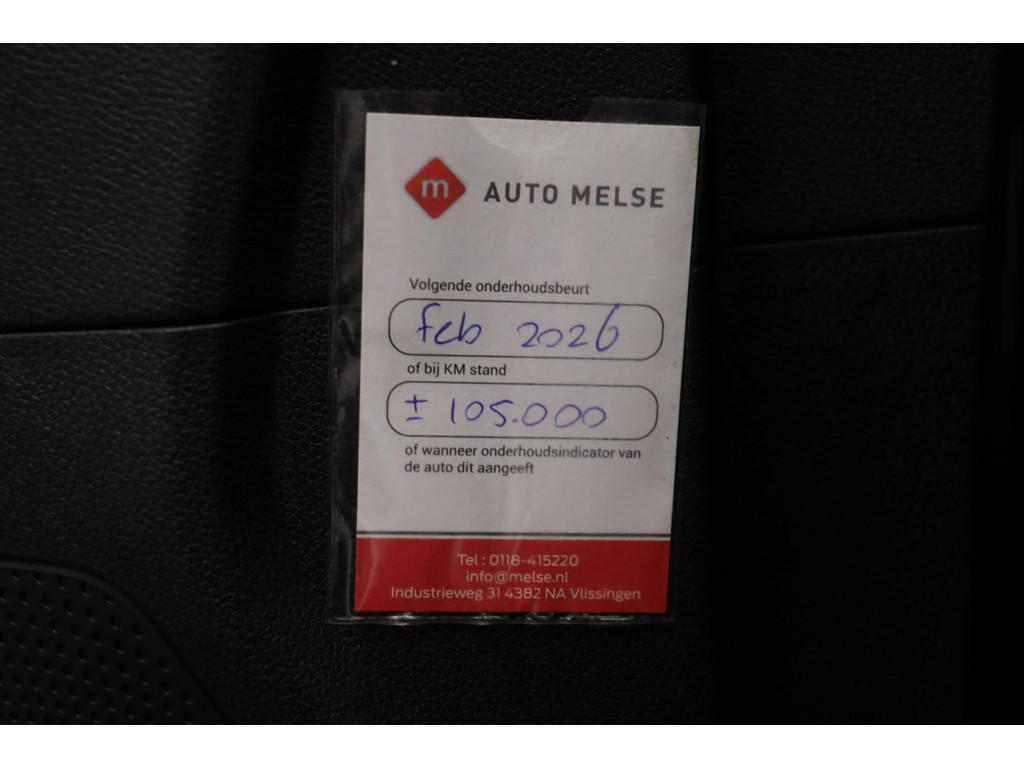 m
AUTO MELSE
Volgende onderhoudsbeurt
feb 2026
of bij KM stand
± 105.000
of wanneer onderhoudsindicator van
de auto dit aangeeft
Tel : 0118-415220
info@melse.nl
Industrieweg 31 4382 NA Vlissingen